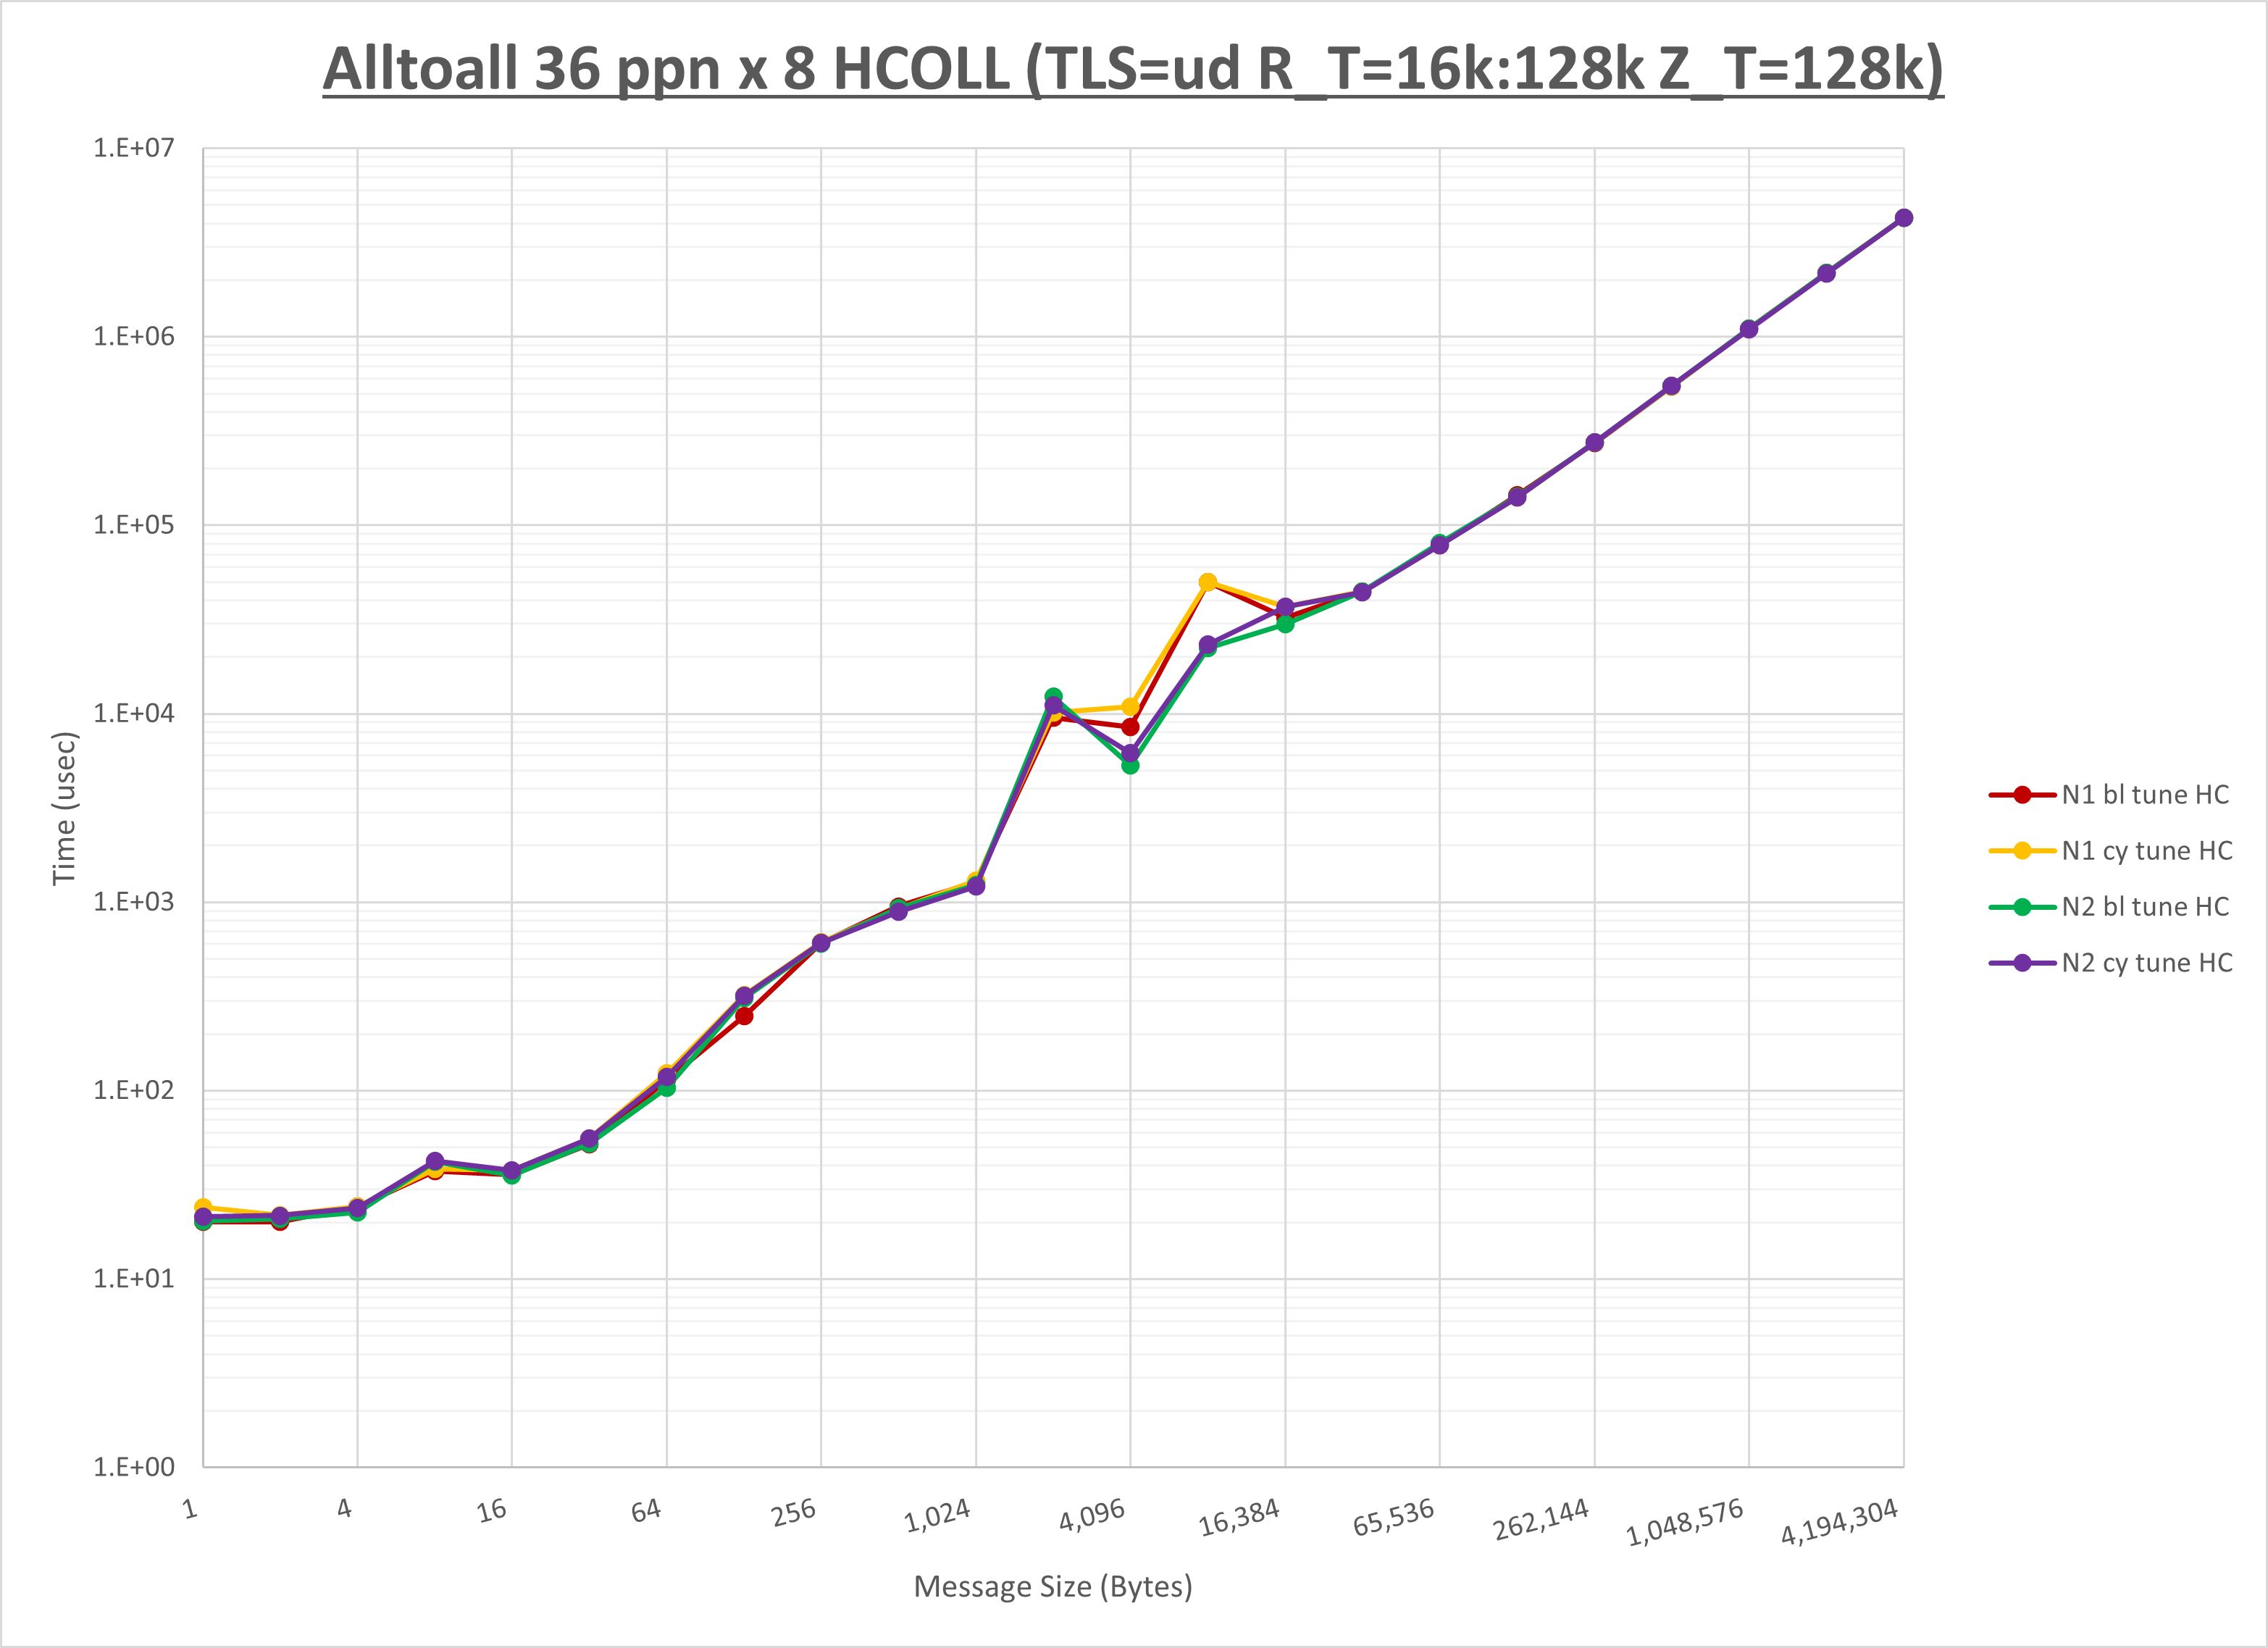 Alltoall 36 ppn x 8 HCOLL (TLS=ud R_T=16k:128k Z_T=128k)
1.E+07
1.E+06
1.E+05
1.E+04
1.E+03
1.E+02
1.E+01
1.E+00
Time (usec)
1
4
16
64
256
1,024
4,096
16,384
65,536
262,144
1,048,576
4,194,304
Message Size (Bytes)
N1 bl tune HC
N1 cy tune HC
N2 bl tune HC
N2 cy tune HC